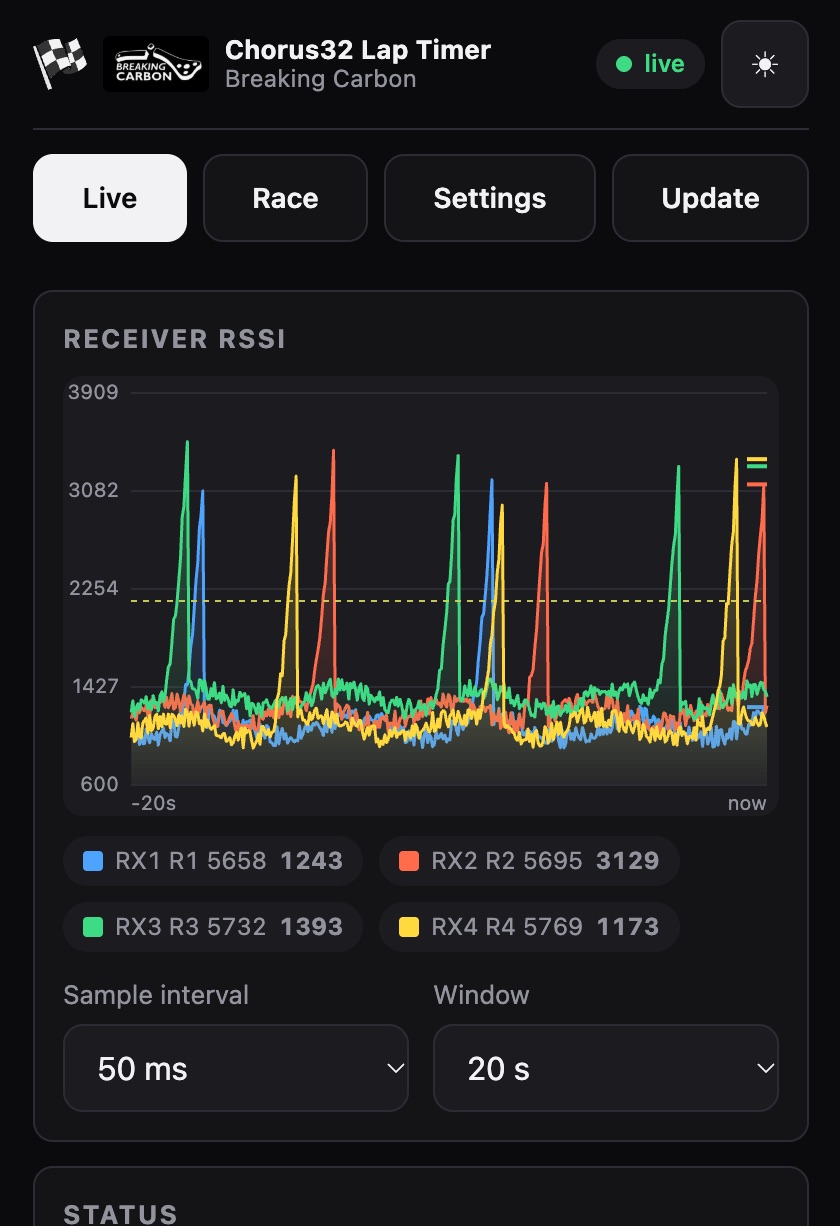 BREAKING
CARBON
Chorus32 Lap Timer
Breaking Carbon
live
Live
Race
Settings
Update
RECEIVER RSSI
3909
3082
2254
1427
600
-20s
now
RX1 R1 5658 1243
RX2 R2 5695 3129
RX3 R3 5732 1393
RX4 R4 5769 1173
Sample interval
Window
50 ms
20 s
STATUS